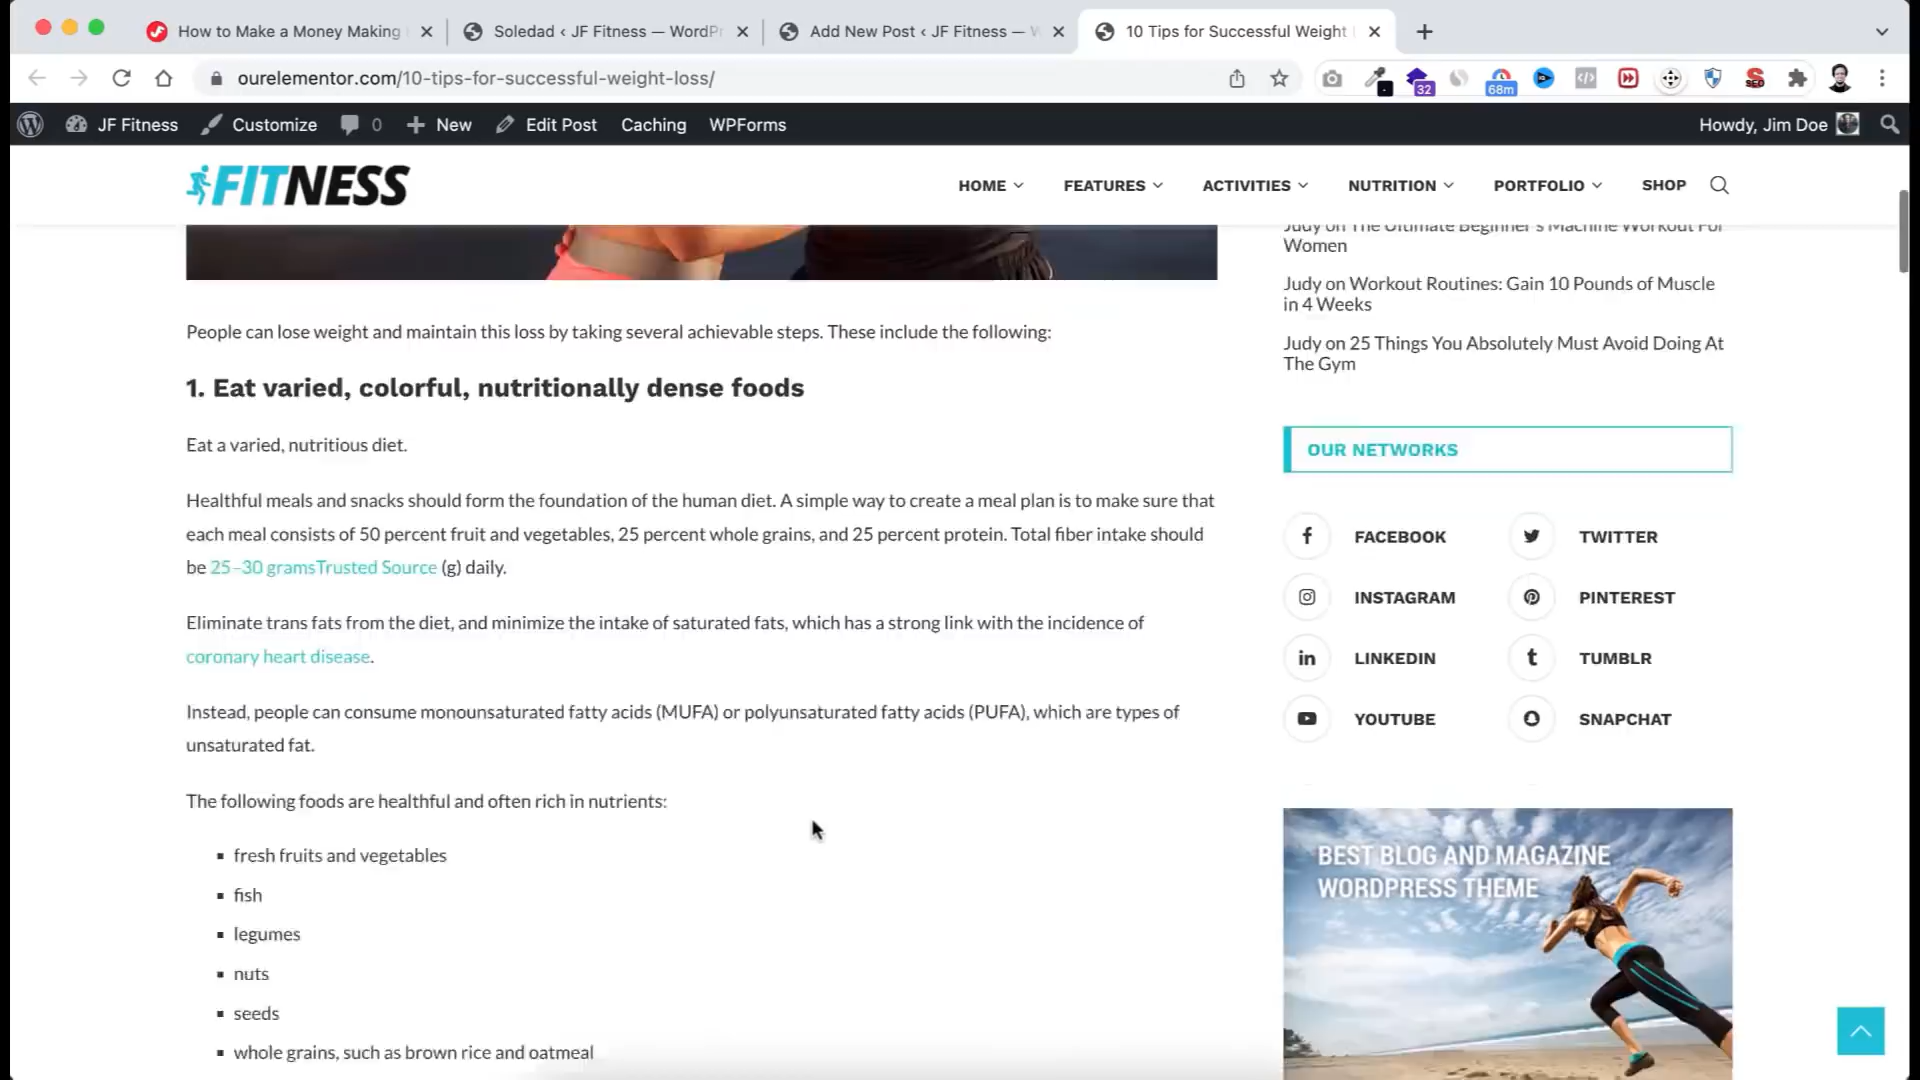 How to Make a Money Making
Soledad ‹ JF Fitness — WordPr
Add New Post ‹ JF Fitness — W
10 Tips for Successful Weight
ourelementor.com/10-tips-for-successful-weight-loss/
32
68m
SEO
JF Fitness
Customize
0
New
Edit Post
Caching
WPForms
Howdy, Jim Doe
FITNESS
HOME
FEATURES
ACTIVITIES
NUTRITION
PORTFOLIO
SHOP
People can lose weight and maintain this loss by taking several achievable steps. These include the following:
1. Eat varied, colorful, nutritionally dense foods
Eat a varied, nutritious diet.
Healthful meals and snacks should form the foundation of the human diet. A simple way to create a meal plan is to make sure that
each meal consists of 50 percent fruit and vegetables, 25 percent whole grains, and 25 percent protein. Total fiber intake should
be 25–30 gramsTrusted Source (g) daily.
Eliminate trans fats from the diet, and minimize the intake of saturated fats, which has a strong link with the incidence of
coronary heart disease.
Instead, people can consume monounsaturated fatty acids (MUFA) or polyunsaturated fatty acids (PUFA), which are types of
unsaturated fat.
The following foods are healthful and often rich in nutrients:
▪ fresh fruits and vegetables
▪ fish
▪ legumes
▪ nuts
▪ seeds
▪ whole grains, such as brown rice and oatmeal
Judy on The Ultimate Beginner's Machine Workout For
Women
Judy on Workout Routines: Gain 10 Pounds of Muscle
in 4 Weeks
Judy on 25 Things You Absolutely Must Avoid Doing At
The Gym
OUR NETWORKS
FACEBOOK
TWITTER
INSTAGRAM
PINTEREST
LINKEDIN
TUMBLR
YOUTUBE
SNAPCHAT
BEST BLOG AND MAGAZINE
WORDPRESS THEME